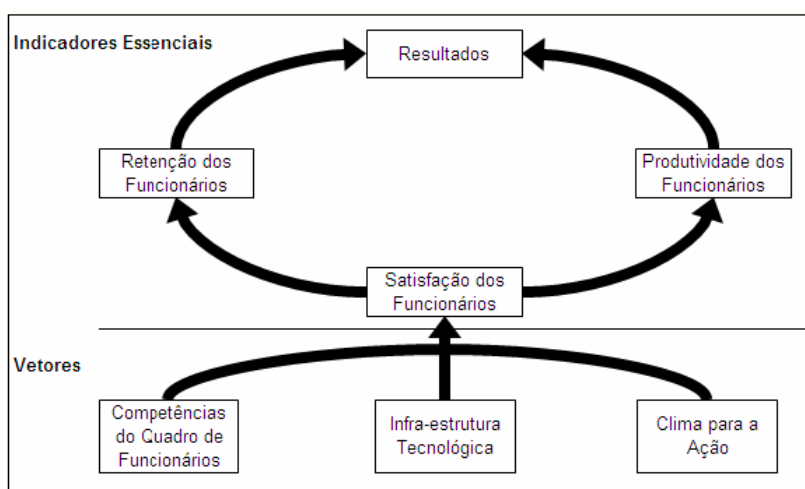 Indicadores Essenciais
Resultados
Retenção dos
Funcionários
Produtividade dos
Funcionários
Satisfação dos
Funcionários
Vetores
Competências
do Quadro de
Funcionários
Infra-estrutura
Tecnológica
Clima para a
Ação